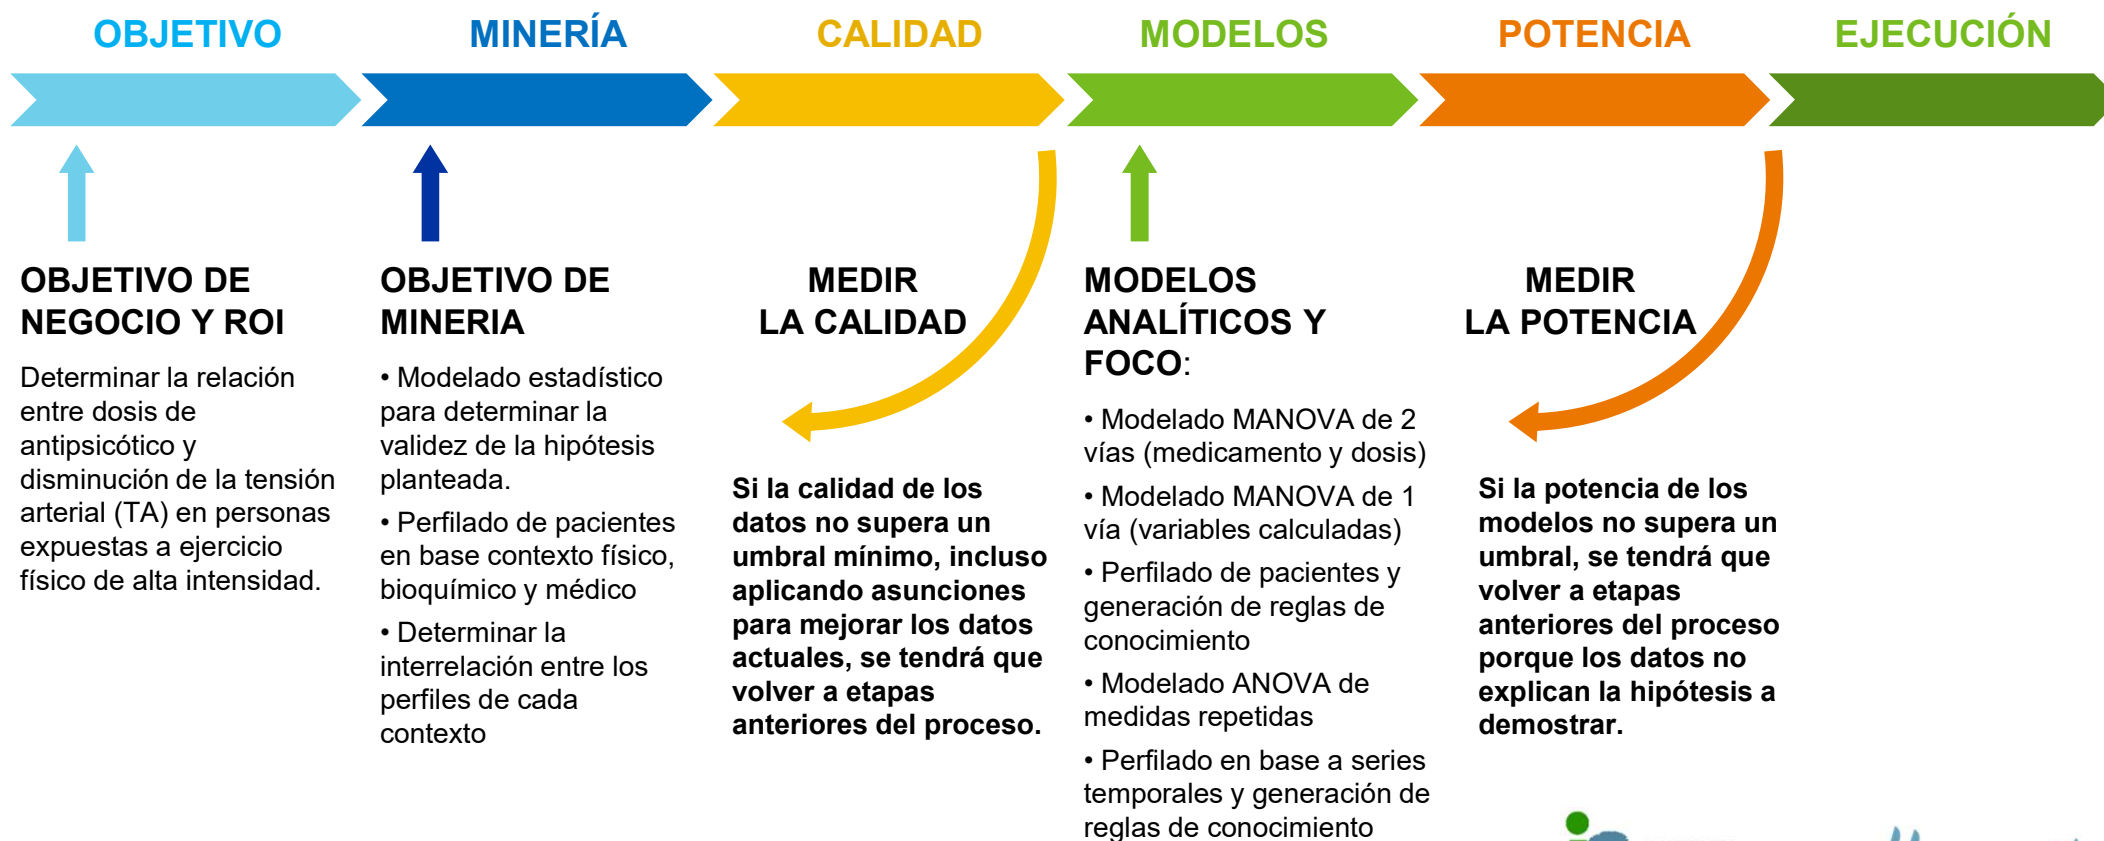 OBJETIVO
MINERÍA
CALIDAD
MODELOS
POTENCIA
EJECUCIÓN
OBJETIVO DE
NEGOCIO Y ROI
Determinar la relación
entre dosis de
antipsicótico y
disminución de la tensión
arterial (TA) en personas
expuestas a ejercicio
físico de alta intensidad.
OBJETIVO DE
MINERIA
• Modelado estadístico
para determinar la
validez de la hipótesis
planteada.
• Perfilado de pacientes
en base contexto físico,
bioquímico y médico
• Determinar la
interrelación entre los
perfiles de cada
contexto
MEDIR
LA CALIDAD
Si la calidad de los
datos no supera un
umbral mínimo, incluso
aplicando asunciones
para mejorar los datos
actuales, se tendrá que
volver a etapas
anteriores del proceso.
MODELOS
ANALÍTICOS Y
FOCO:
• Modelado MANOVA de 2
vías (medicamento y dosis)
• Modelado MANOVA de 1
vía (variables calculadas)
• Perfilado de pacientes y
generación de reglas de
conocimiento
• Modelado ANOVA de
medidas repetidas
• Perfilado en base a series
temporales y generación de
reglas de conocimiento
MEDIR
LA POTENCIA
Si la potencia de los
modelos no supera un
umbral, se tendrá que
volver a etapas
anteriores del proceso
porque los datos no
explican la hipótesis a
demostrar.